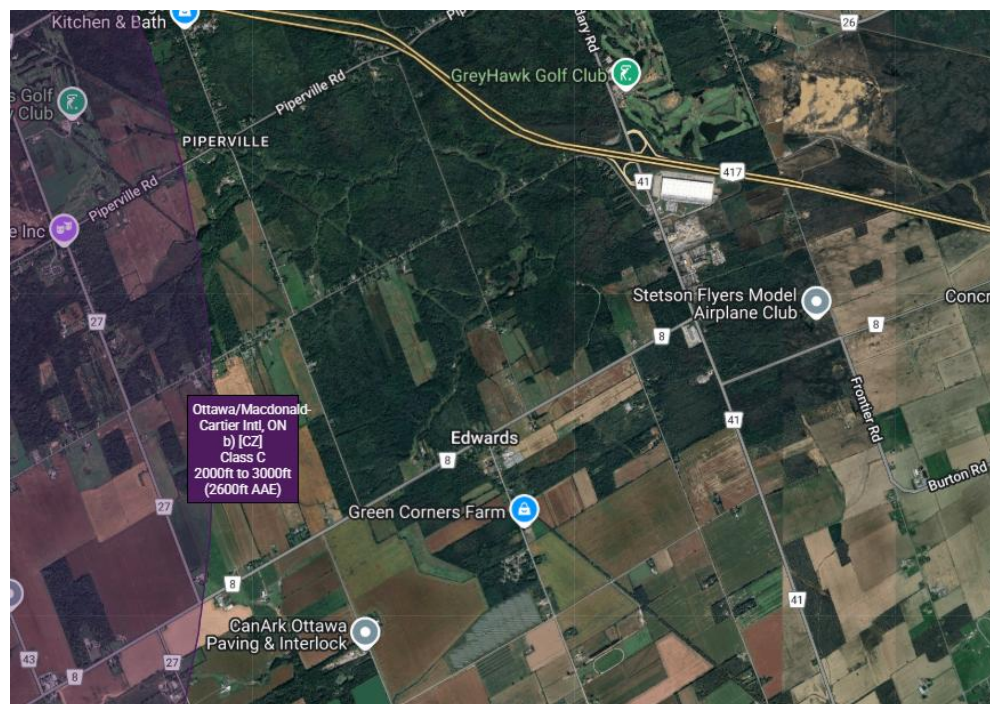 Kitchen & Bath
26
dary Rd
GreyHawk Golf Club
Piperville Rd
s Golf
Club
PIPERVILLE
417
41
Piperville Rd
e Inc
Stetson Flyers Model
Airplane Club
Concr
27
8
8
Frontier Rd
Ottawa/Macdonald-
Cartier Intl, ON
b) [CZ]
Class C
2000ft to 3000ft
(2600ft AAE)
41
Edwards
8
Burton Rd
27
Green Corners Farm
8
41
CanArk Ottawa
Paving & Interlock
43
27
8